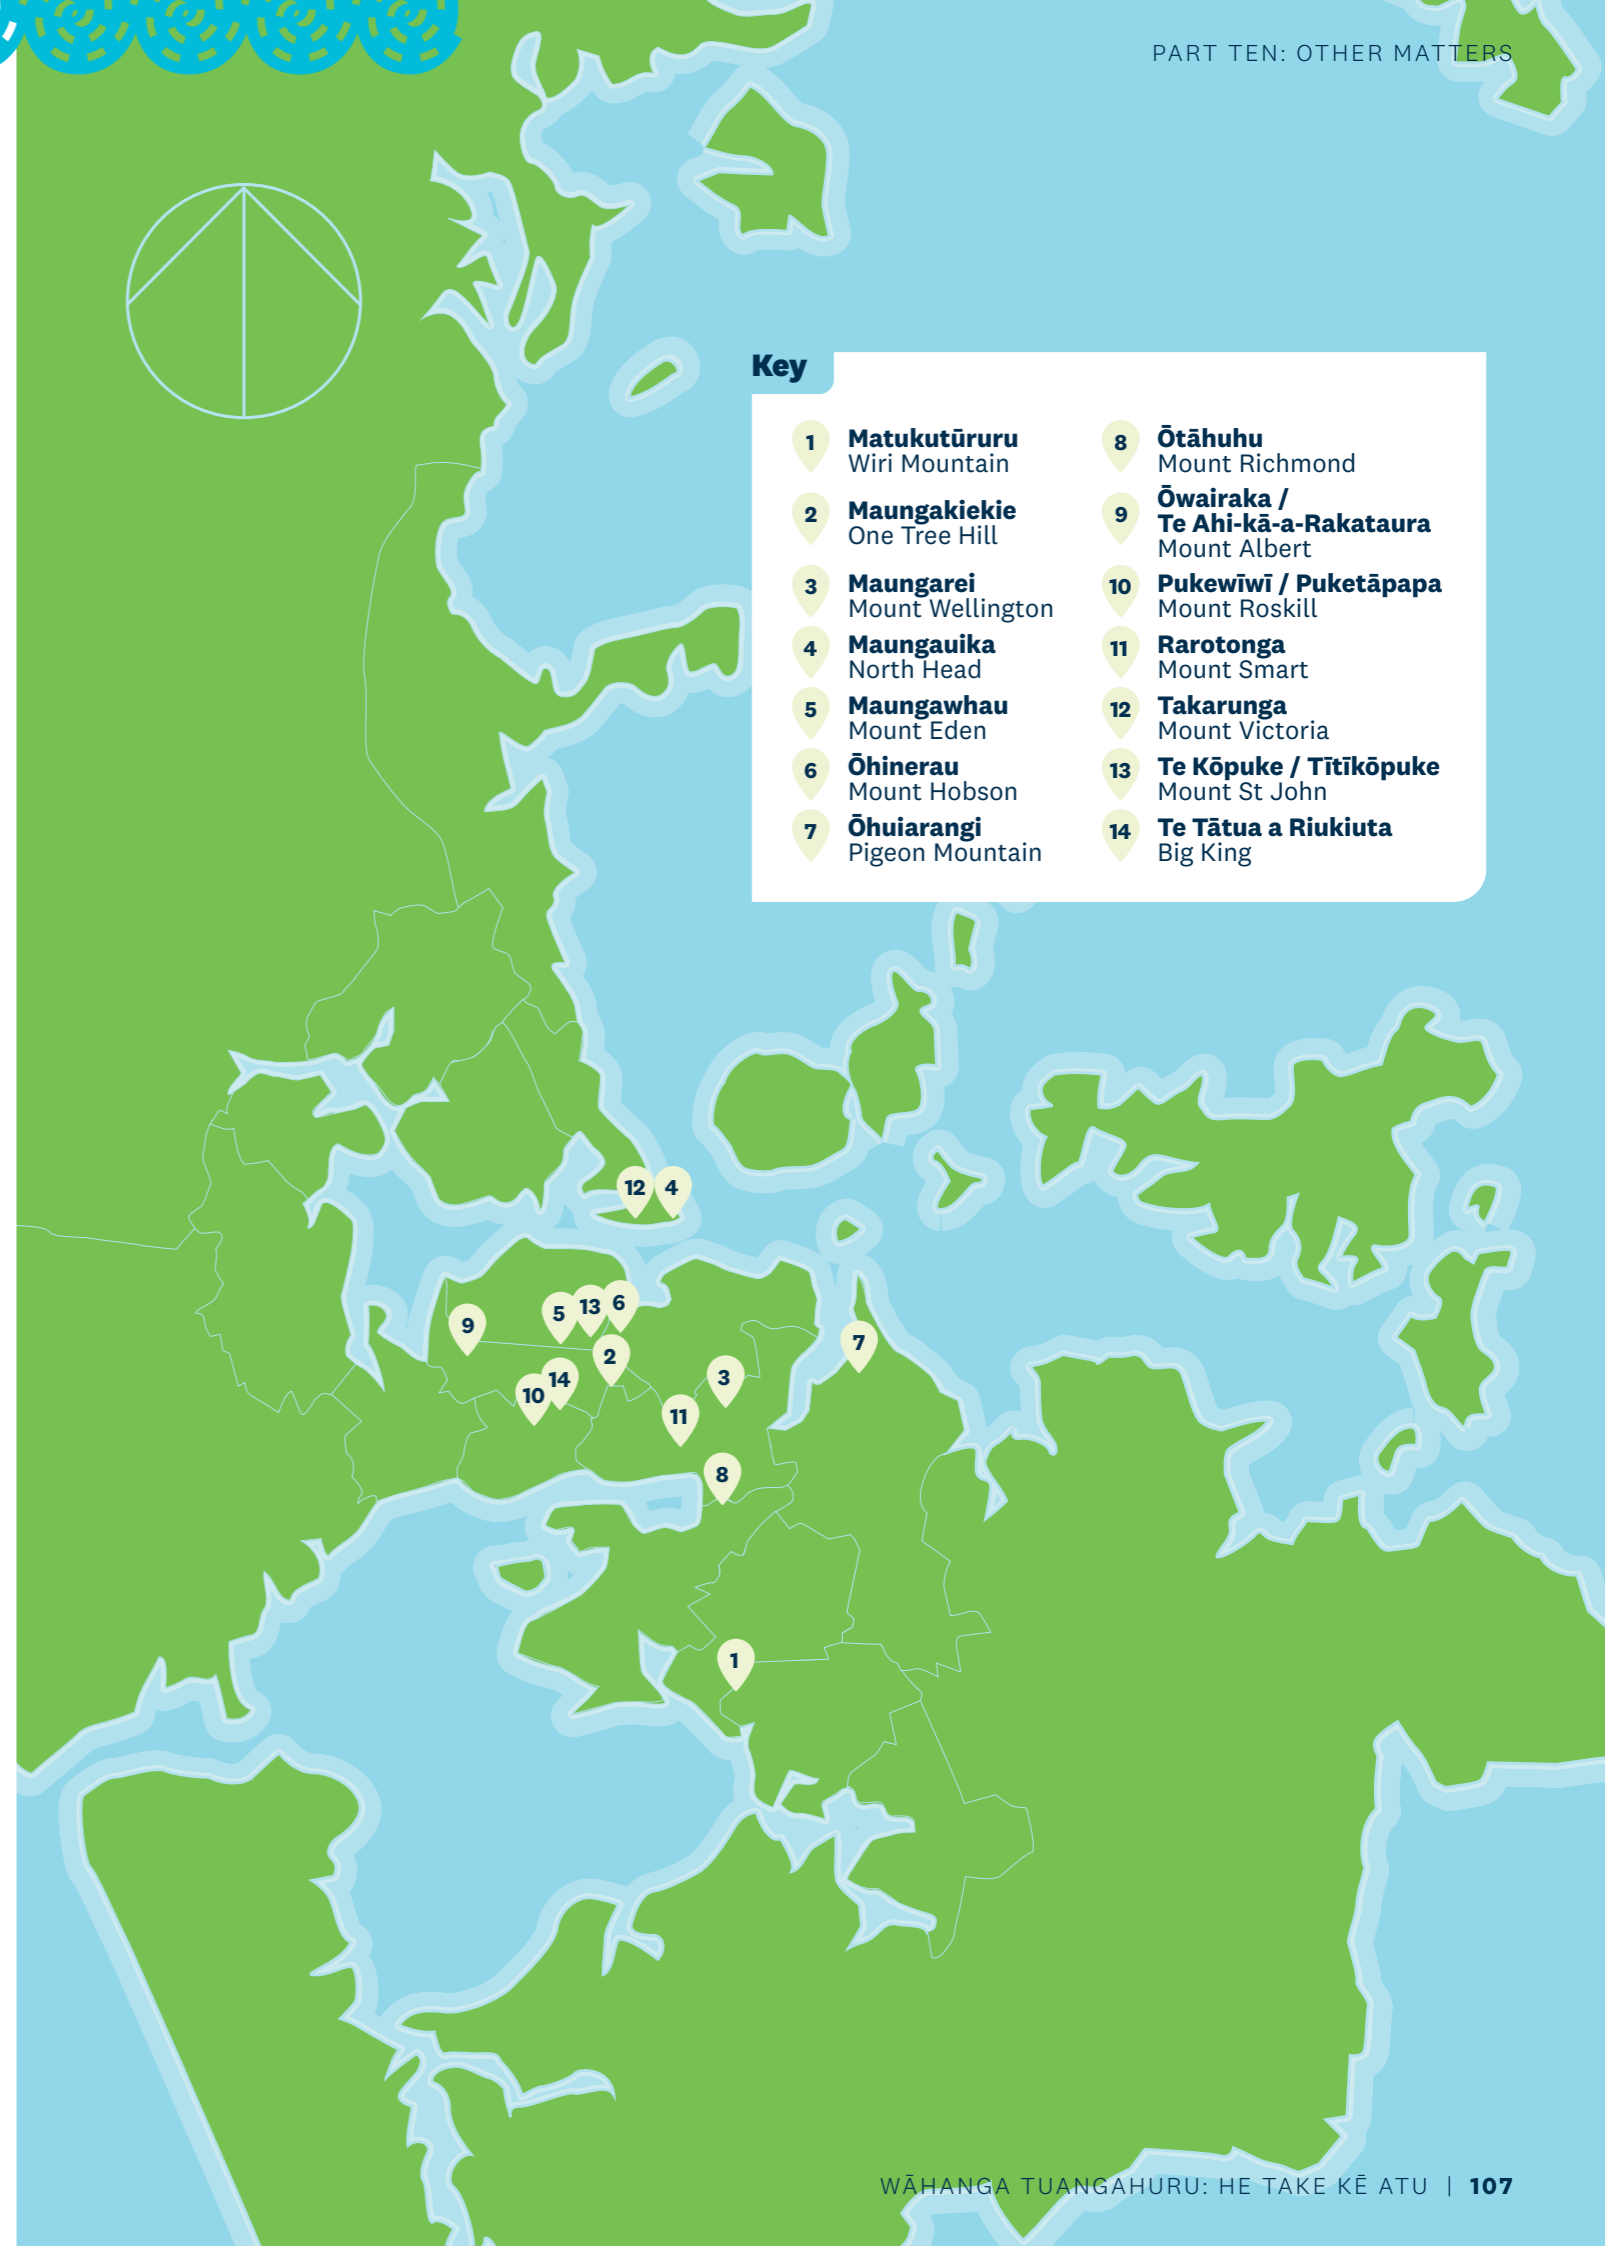 PART TEN: OTHER MATTERS
Key
1 Matukutūruru
Wiri Mountain
2 Maungakiekie
One Tree Hill
3 Maungarei
Mount Wellington
4 Maungauika
North Head
5 Maungawhau
Mount Eden
6 Ōhinerau
Mount Hobson
7 Ōhuiarangi
Pigeon Mountain
8 Ōtāhuhu
Mount Richmond
9 Ōwairaka /
Te Ahi-kā-a-Rakataura
Mount Albert
10 Pukewīwī / Puketāpapa
Mount Roskill
11 Rarotonga
Mount Smart
12 Takarunga
Mount Victoria
13 Te Kōpuke / Tītīkōpuke
Mount St John
14 Te Tātua a Riukiuta
Big King
12 4
5 13 6
9
2
7
14
3
10
11
8
1
WĀHANGA TUANGAHURU: HE TAKE KĒ ATU | 107